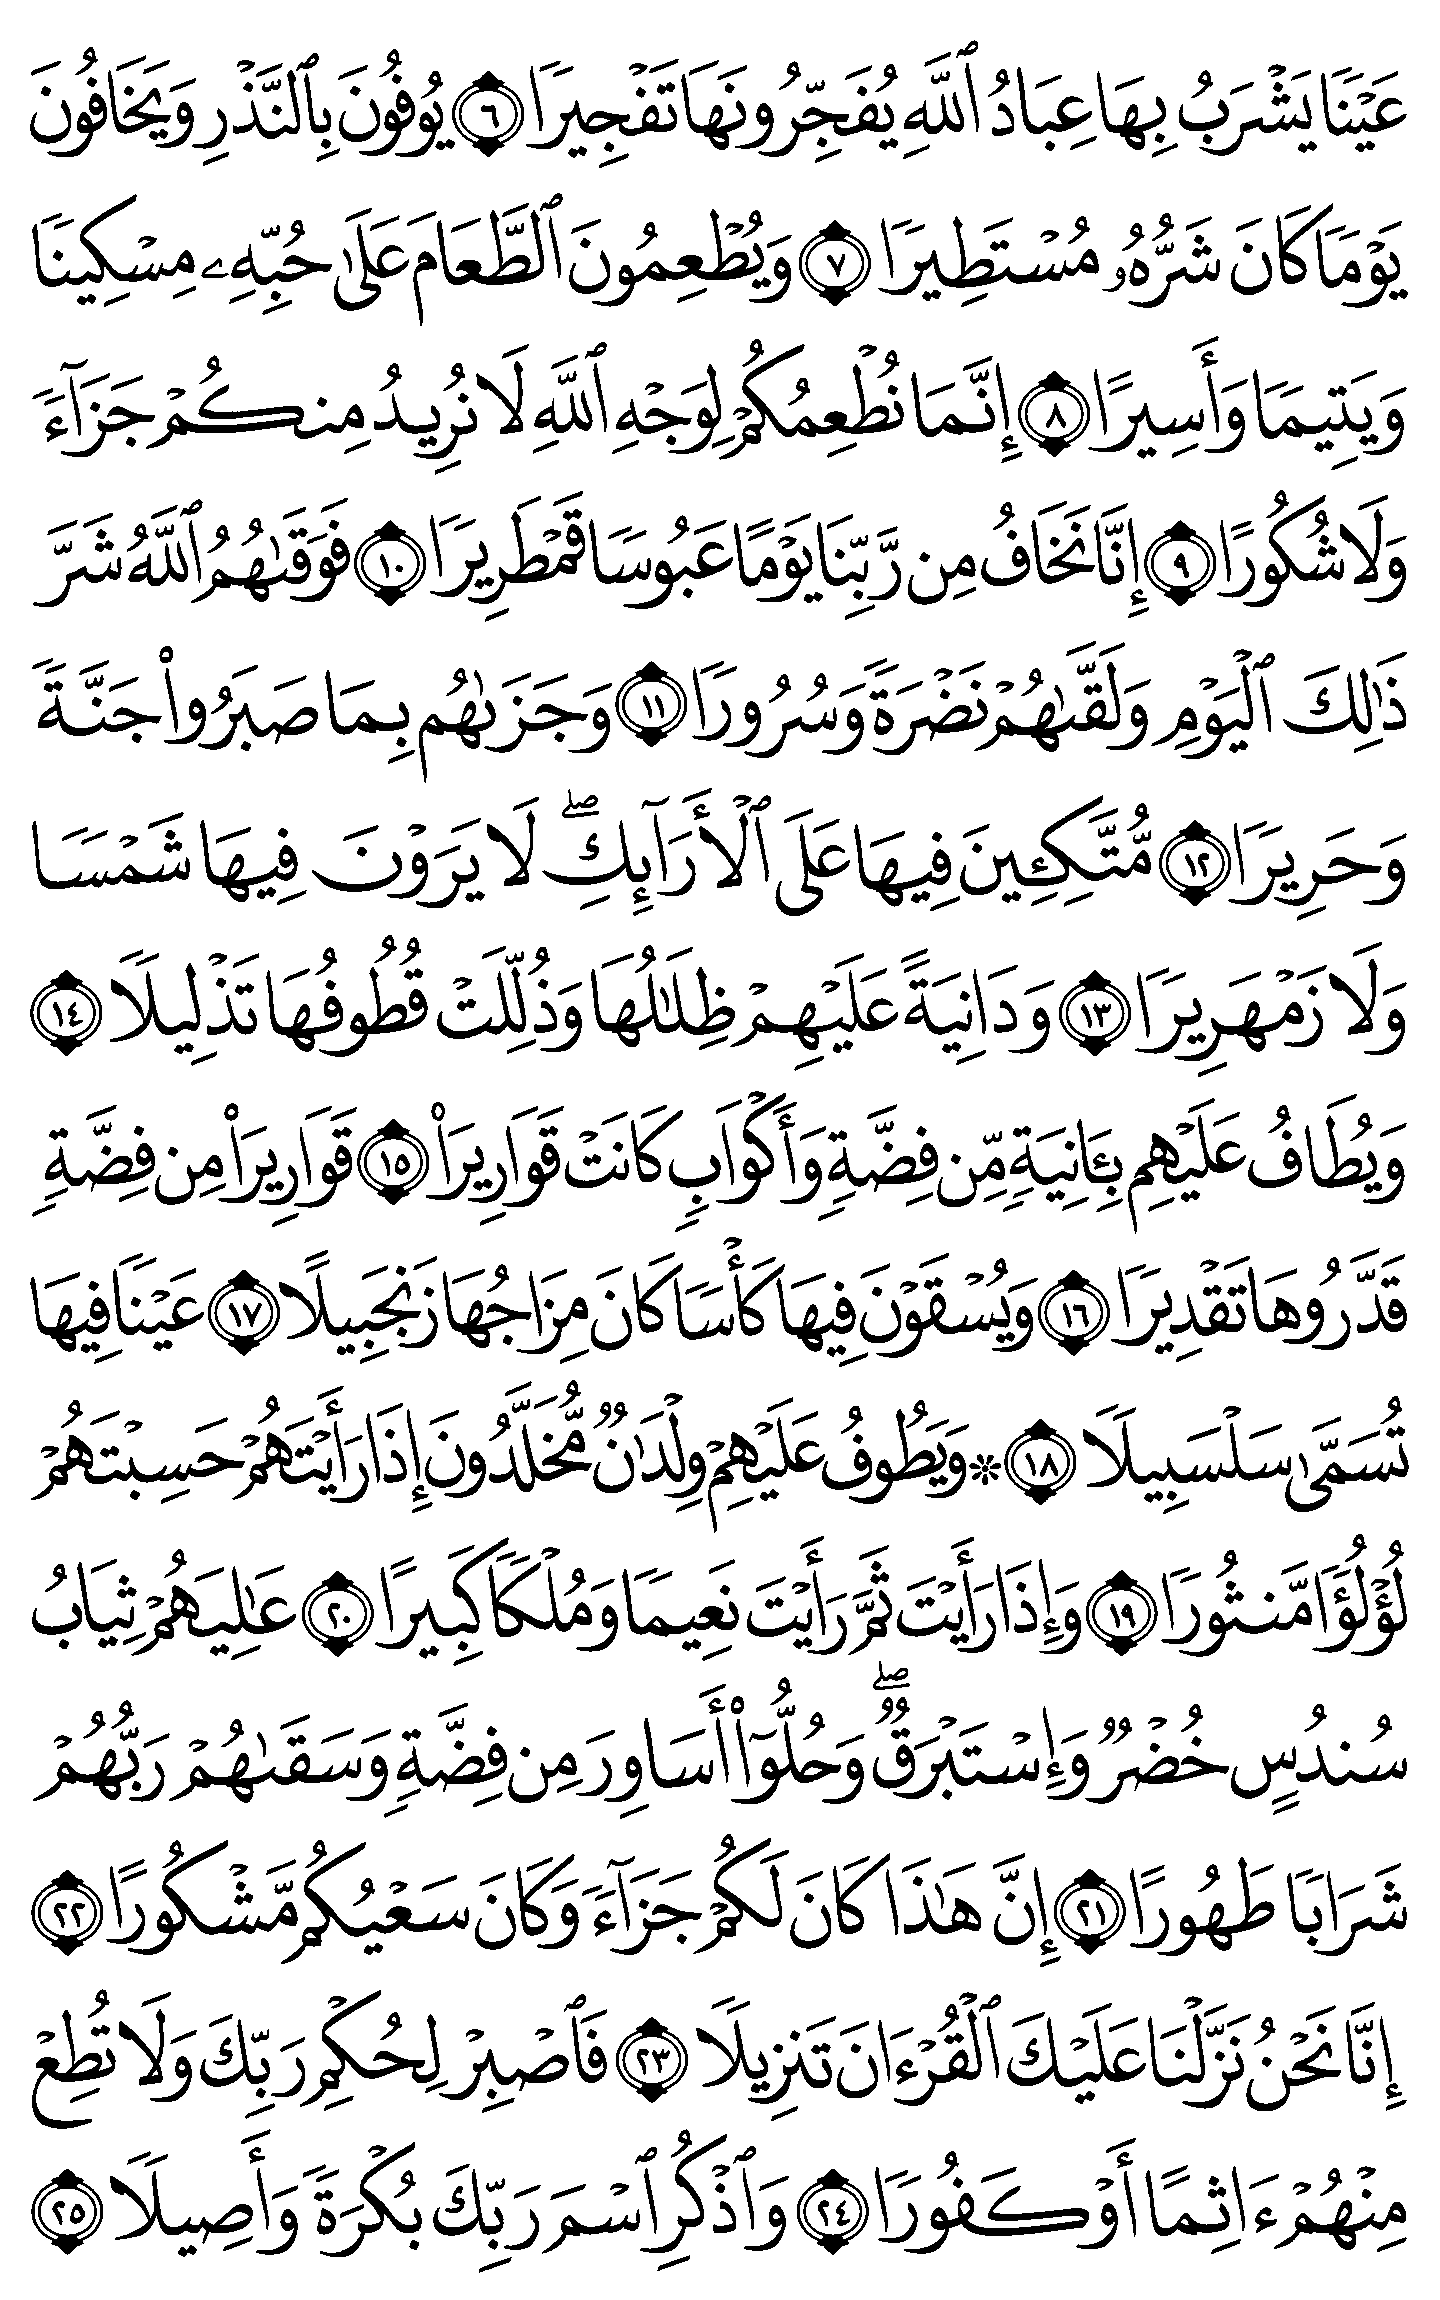 عَيۡنٗا يَشۡرَبُ بِهَا عِبَادُ ٱللَّهِ يُفَجِّرُونَهَا تَفۡجِيرٗا ٦ يُوفُونَ بِٱلنَّذۡرِ وَيَخَافُونَ
يَوۡمٗا كَانَ شَرُّهُۥ مُسۡتَطِيرٗا ٧ وَيُطۡعِمُونَ ٱلطَّعَامَ عَلَىٰ حُبِّهِۦ مِسۡكِينٗا
وَيَتِيمٗا وَأَسِيرًا ٨ إِنَّمَا نُطۡعِمُكُمۡ لِوَجۡهِ ٱللَّهِ لَا نُرِيدُ مِنكُمۡ جَزَآءٗ
وَلَا شُكُورًا ٩ إِنَّا نَخَافُ مِن رَّبِّنَا يَوۡمًا عَبُوسٗا قَمۡطَرِيرٗا ١٠ فَوَقَىٰهُمُ ٱللَّهُ شَرَّ
ذَٰلِكَ ٱلۡيَوۡمِ وَلَقَّىٰهُمۡ نَضۡرَةٗ وَسُرُورٗا ١١ وَجَزَىٰهُم بِمَا صَبَرُواْ جَنَّةٗ
وَحَرِيرٗا ١٢ مُّتَّكِـِٔينَ فِيهَا عَلَى ٱلۡأَرَآئِكِۖ لَا يَرَوۡنَ فِيهَا شَمۡسٗا
وَلَا زَمۡهَرِيرٗا ١٣ وَدَانِيَةً عَلَيۡهِمۡ ظِلَٰلُهَا وَذُلِّلَتۡ قُطُوفُهَا تَذۡلِيلٗا ١٤
وَيُطَافُ عَلَيۡهِم بِـَٔانِيَةٖ مِّن فِضَّةٖ وَأَكۡوَابٖ كَانَتۡ قَوَارِيرَا۠ ١٥ قَوَارِيرَاْ مِن فِضَّةٖ
قَدَّرُوهَا تَقۡدِيرٗا ١٦ وَيُسۡقَوۡنَ فِيهَا كَأۡسٗا كَانَ مِزَاجُهَا زَنجَبِيلًا ١٧ عَيۡنٗا فِيهَا
تُسَمَّىٰ سَلۡسَبِيلٗا ١٨ ۞ وَيَطُوفُ عَلَيۡهِمۡ وِلۡدَٰنٞ مُّخَلَّدُونَ إِذَا رَأَيۡتَهُمۡ حَسِبۡتَهُمۡ
لُؤۡلُؤٗا مَّنثُورٗا ١٩ وَإِذَا رَأَيۡتَ ثَمَّ رَأَيۡتَ نَعِيمٗا وَمُلۡكٗا كَبِيرًا ٢٠ عَٰلِيَهُمۡ ثِيَابُ
سُندُسٍ خُضۡرٞ وَإِسۡتَبۡرَقٞۖ وَحُلُّوٓاْ أَسَاوِرَ مِن فِضَّةٖ وَسَقَىٰهُمۡ رَبُّهُمۡ
شَرَابٗا طَهُورًا ٢١ إِنَّ هَٰذَا كَانَ لَكُمۡ جَزَآءٗ وَكَانَ سَعۡيُكُم مَّشۡكُورًا ٢٢
إِنَّا نَحۡنُ نَزَّلۡنَا عَلَيۡكَ ٱلۡقُرۡءَانَ تَنزِيلٗا ٢٣ فَٱصۡبِرۡ لِحُكۡمِ رَبِّكَ وَلَا تُطِعۡ
مِنۡهُمۡ ءَاثِمًا أَوۡ كَفُورٗا ٢٤ وَٱذۡكُرِ ٱسۡمَ رَبِّكَ بُكۡرَةٗ وَأَصِيلٗا ٢٥